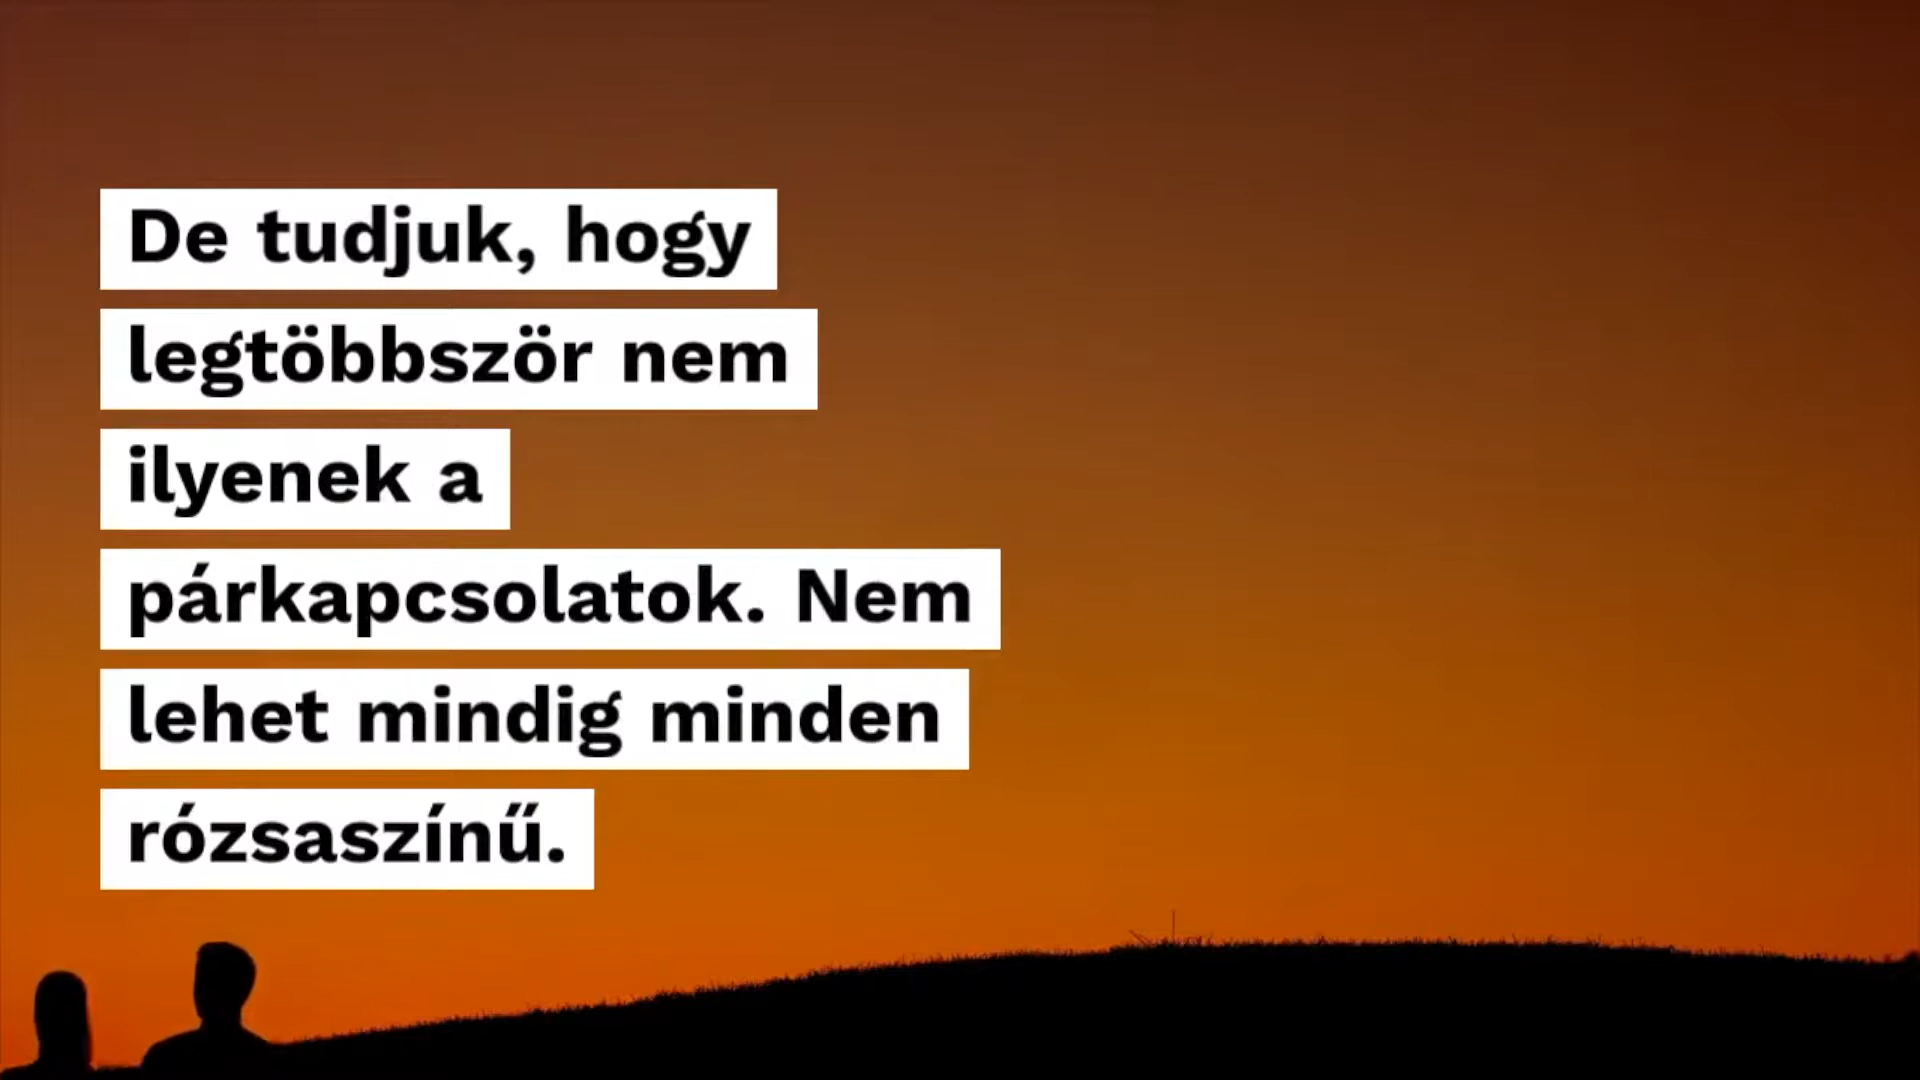 De tudjuk, hogy
legtöbbször nem
ilyenek a
párkapcsolatok. Nem
lehet mindig minden
rózsaszínű.